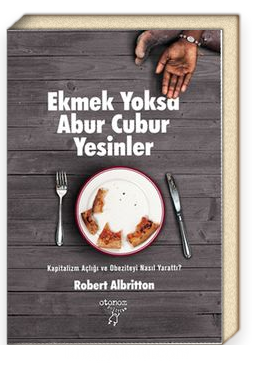 Ekmek Yoksa
Abur Cubur
Yesinler
Kapitalizm Açlığı ve Obeziteyi Nasıl Yarattı?
Robert Albritton
otonom